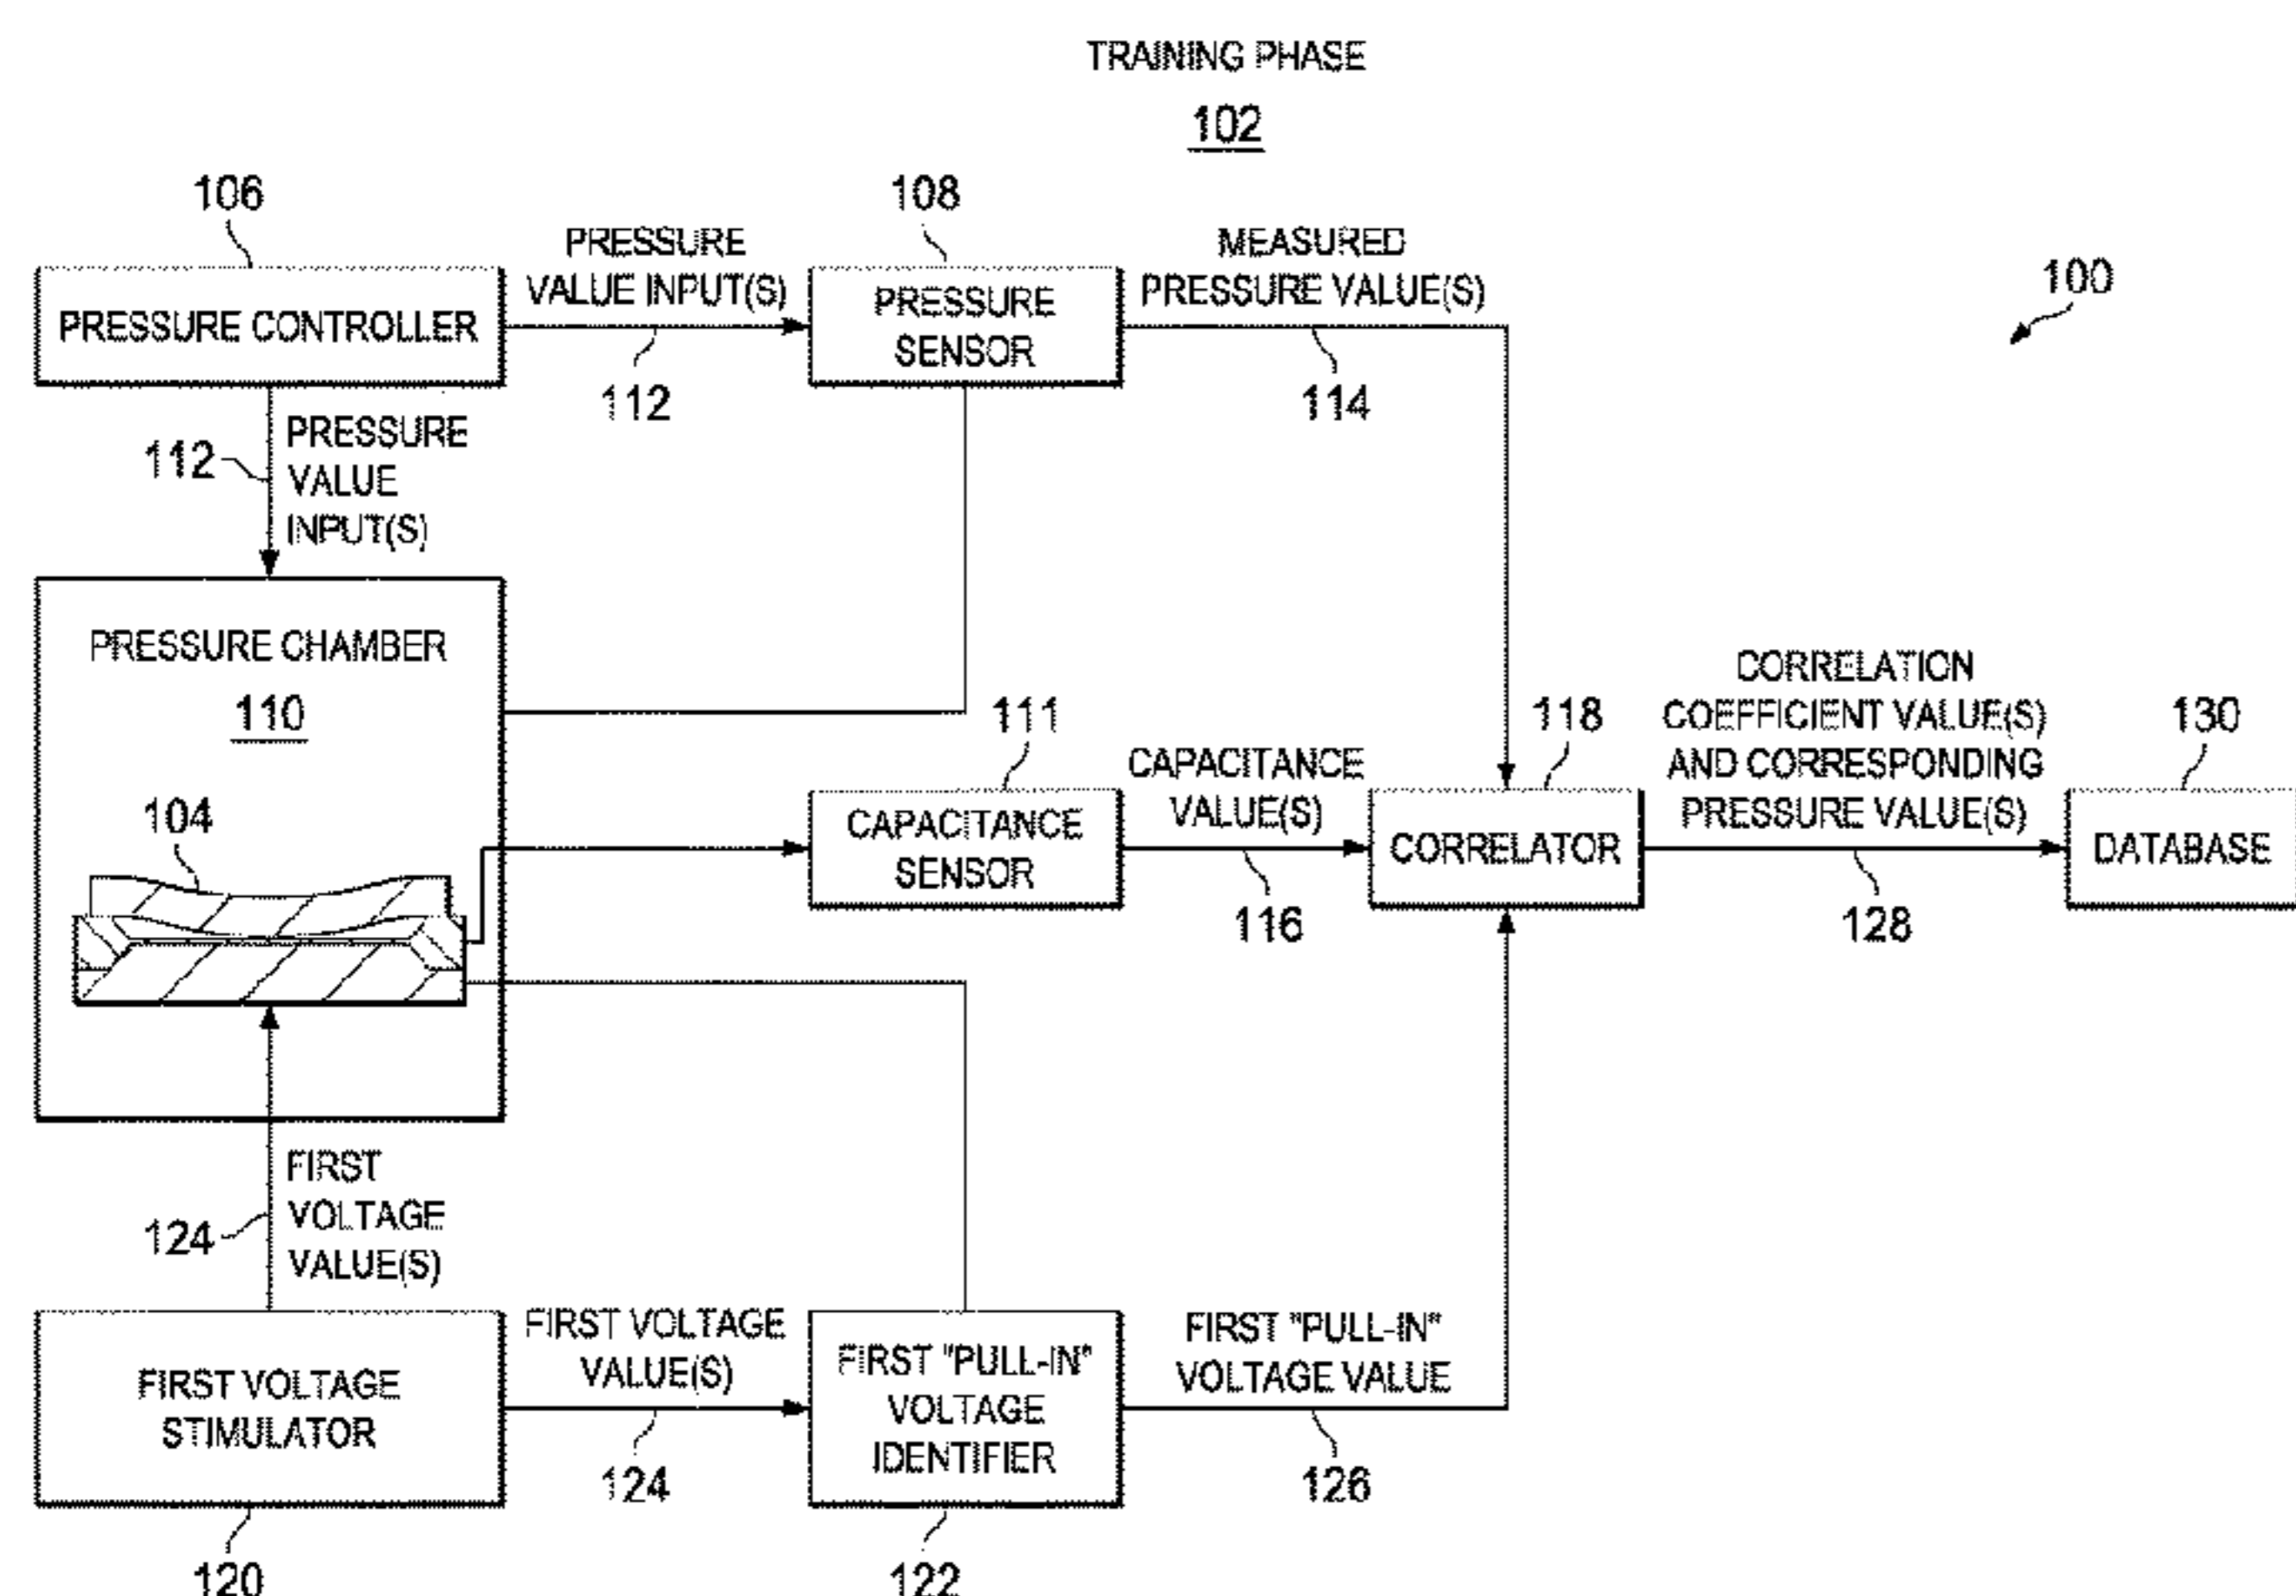 TRAINING PHASE
102
106
108
PRESSURE
VALUE INPUT(S)
MEASURED
PRESSURE VALUE(S)
100
PRESSURE CONTROLLER
PRESSURE
SENSOR
112
114
112
PRESSURE
VALUE
INPUT(S)
PRESSURE CHAMBER
110
104
111
CAPACITANCE
SENSOR
CAPACITANCE
VALUE(S)
116
118
CORRELATOR
CORRELATION
COEFFICIENT VALUE(S)
AND CORRESPONDING
PRESSURE VALUE(S)
128
130
DATABASE
124
FIRST
VOLTAGE
VALUE(S)
FIRST VOLTAGE
STIMULATOR
120
FIRST VOLTAGE
VALUE(S)
124
FIRST "PULL-IN"
VOLTAGE
IDENTIFIER
122
FIRST "PULL-IN"
VOLTAGE VALUE
126